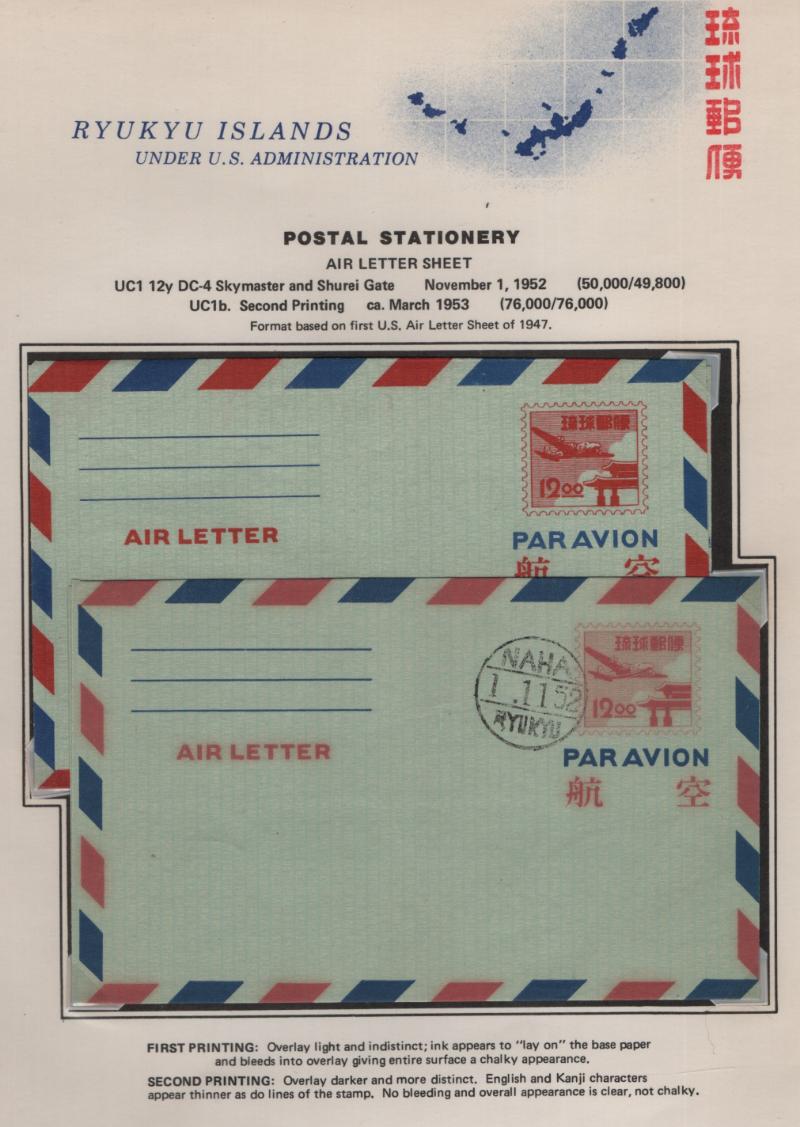 琉球郵便
RYUKYU ISLANDS
UNDER U.S. ADMINISTRATION
POSTAL STATIONERY
AIR LETTER SHEET
UC1 12y DC-4 Skymaster and Shurei Gate November 1, 1952 (50,000/49,800)
UC1b. Second Printing ca. March 1953 (76,000/76,000)
Format based on first U.S. Air Letter Sheet of 1947.
琉球郵便
12.00
AIR LETTER
PAR AVION
航 空
NAHA
1.11 52
RYUKYU
琉球郵便
12.00
AIR LETTER
PAR AVION
航 空
FIRST PRINTING: Overlay light and indistinct; ink appears to "lay on" the base paper
and bleeds into overlay giving entire surface a chalky appearance.
SECOND PRINTING: Overlay darker and more distinct. English and Kanji characters
appear thinner as do lines of the stamp. No bleeding and overall appearance is clear, not chalky.